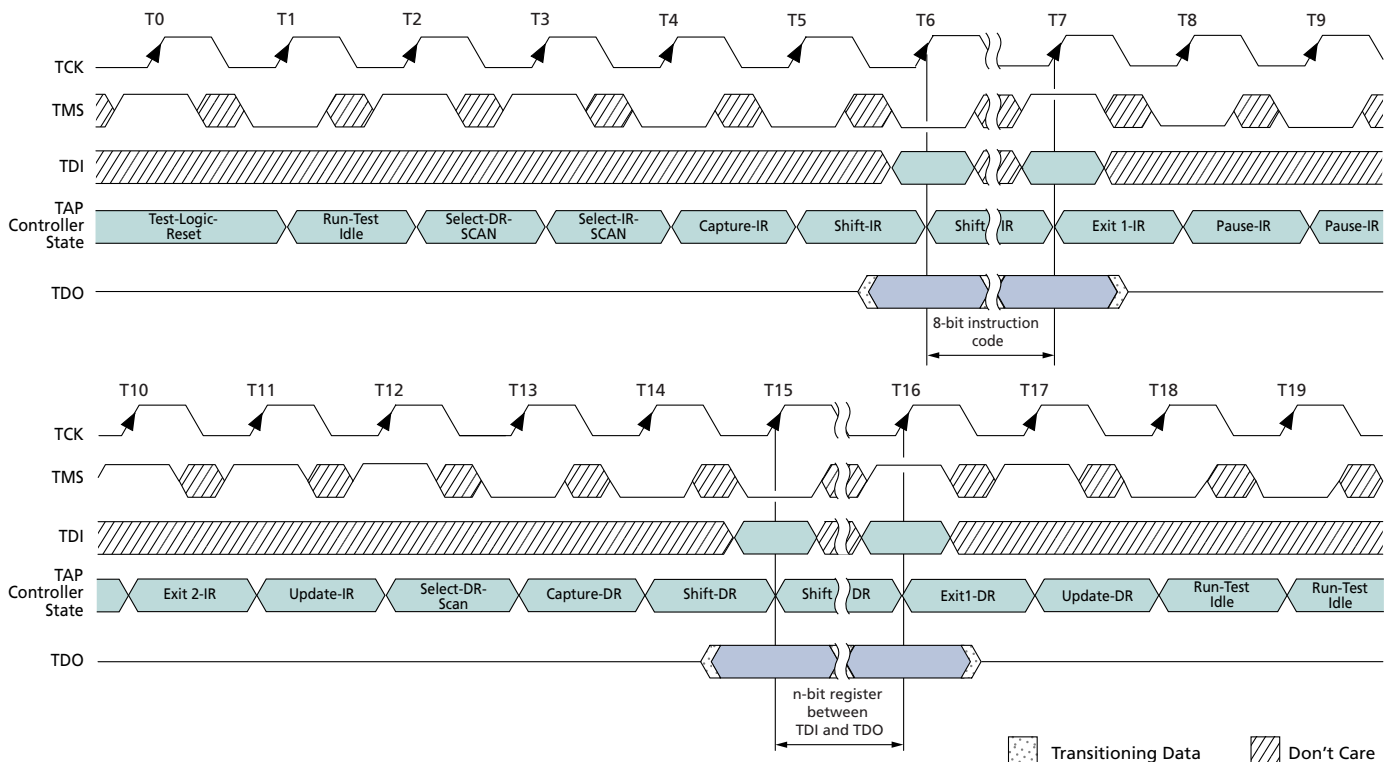 T0 T1 T2 T3 T4 T5 T6 T7 T8 T9
TCK
TMS
TDI
TAP
Controller
State
Test-Logic-
Reset
Run-Test
Idle
Select-DR-
SCAN
Select-IR-
SCAN
Capture-IR
Shift-IR
Shift IR
Exit 1-IR
Pause-IR
Pause-IR
TDO
8-bit instruction
code
T10 T11 T12 T13 T14 T15 T16 T17 T18 T19
TCK
TMS
TDI
TAP
Controller
State
Exit 2-IR
Update-IR
Select-DR-
Scan
Capture-DR
Shift-DR
Shift DR
Exit1-DR
Update-DR
Run-Test
Idle
Run-Test
Idle
TDO
n-bit register
between
TDI and TDO
Transitioning Data
Don't Care